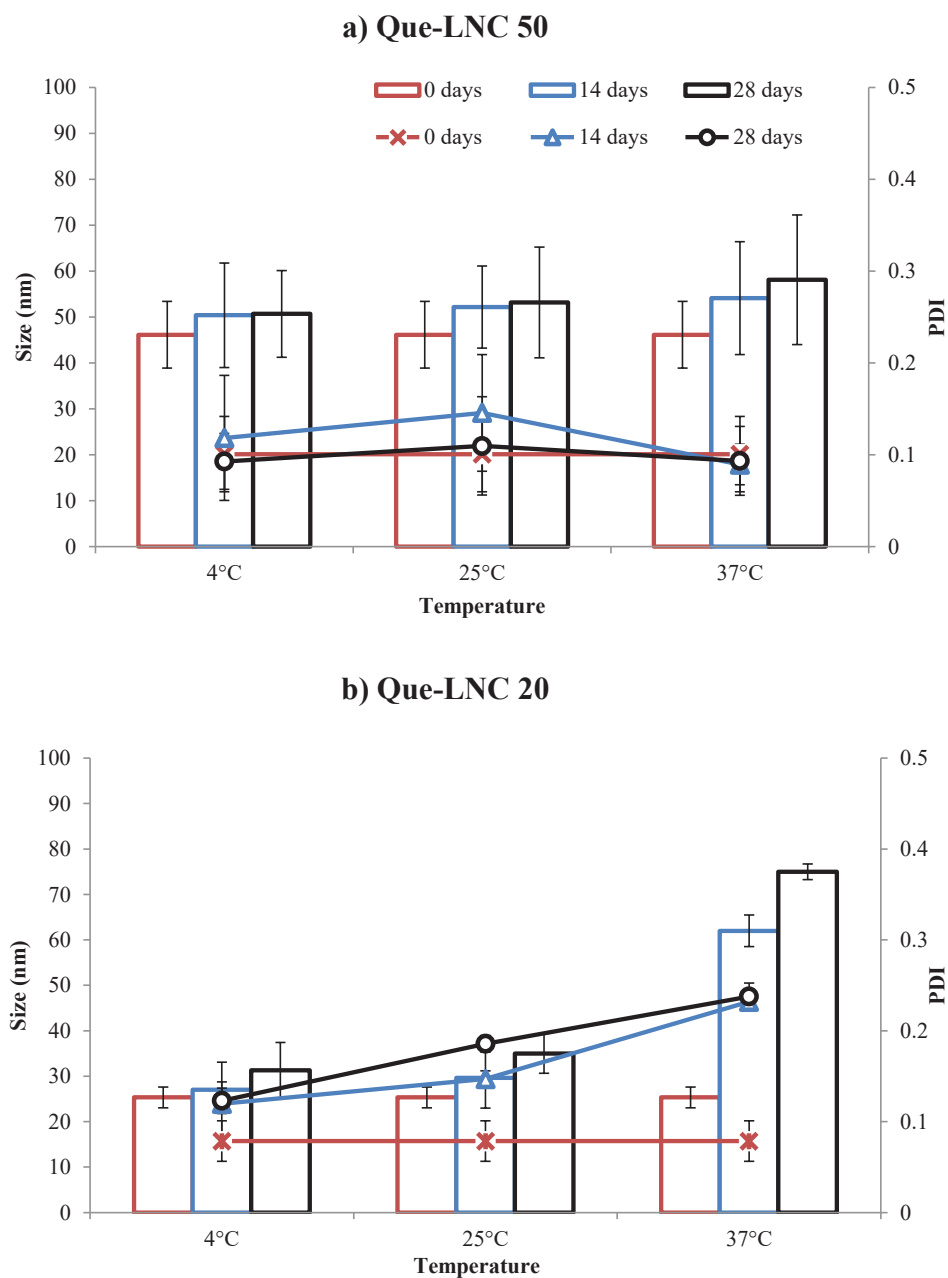 a) Que-LNC 50
100
90
80
70
60
50
40
30
20
10
0
Size (nm)
0 days
14 days
28 days
0 days
14 days
28 days
0.5
0.4
0.3
0.2
0.1
0
PDI
4°C
25°C
37°C
Temperature
b) Que-LNC 20
100
90
80
70
60
50
40
30
20
10
0
Size (nm)
0.5
0.4
0.3
0.2
0.1
0
PDI
4°C
25°C
37°C
Temperature